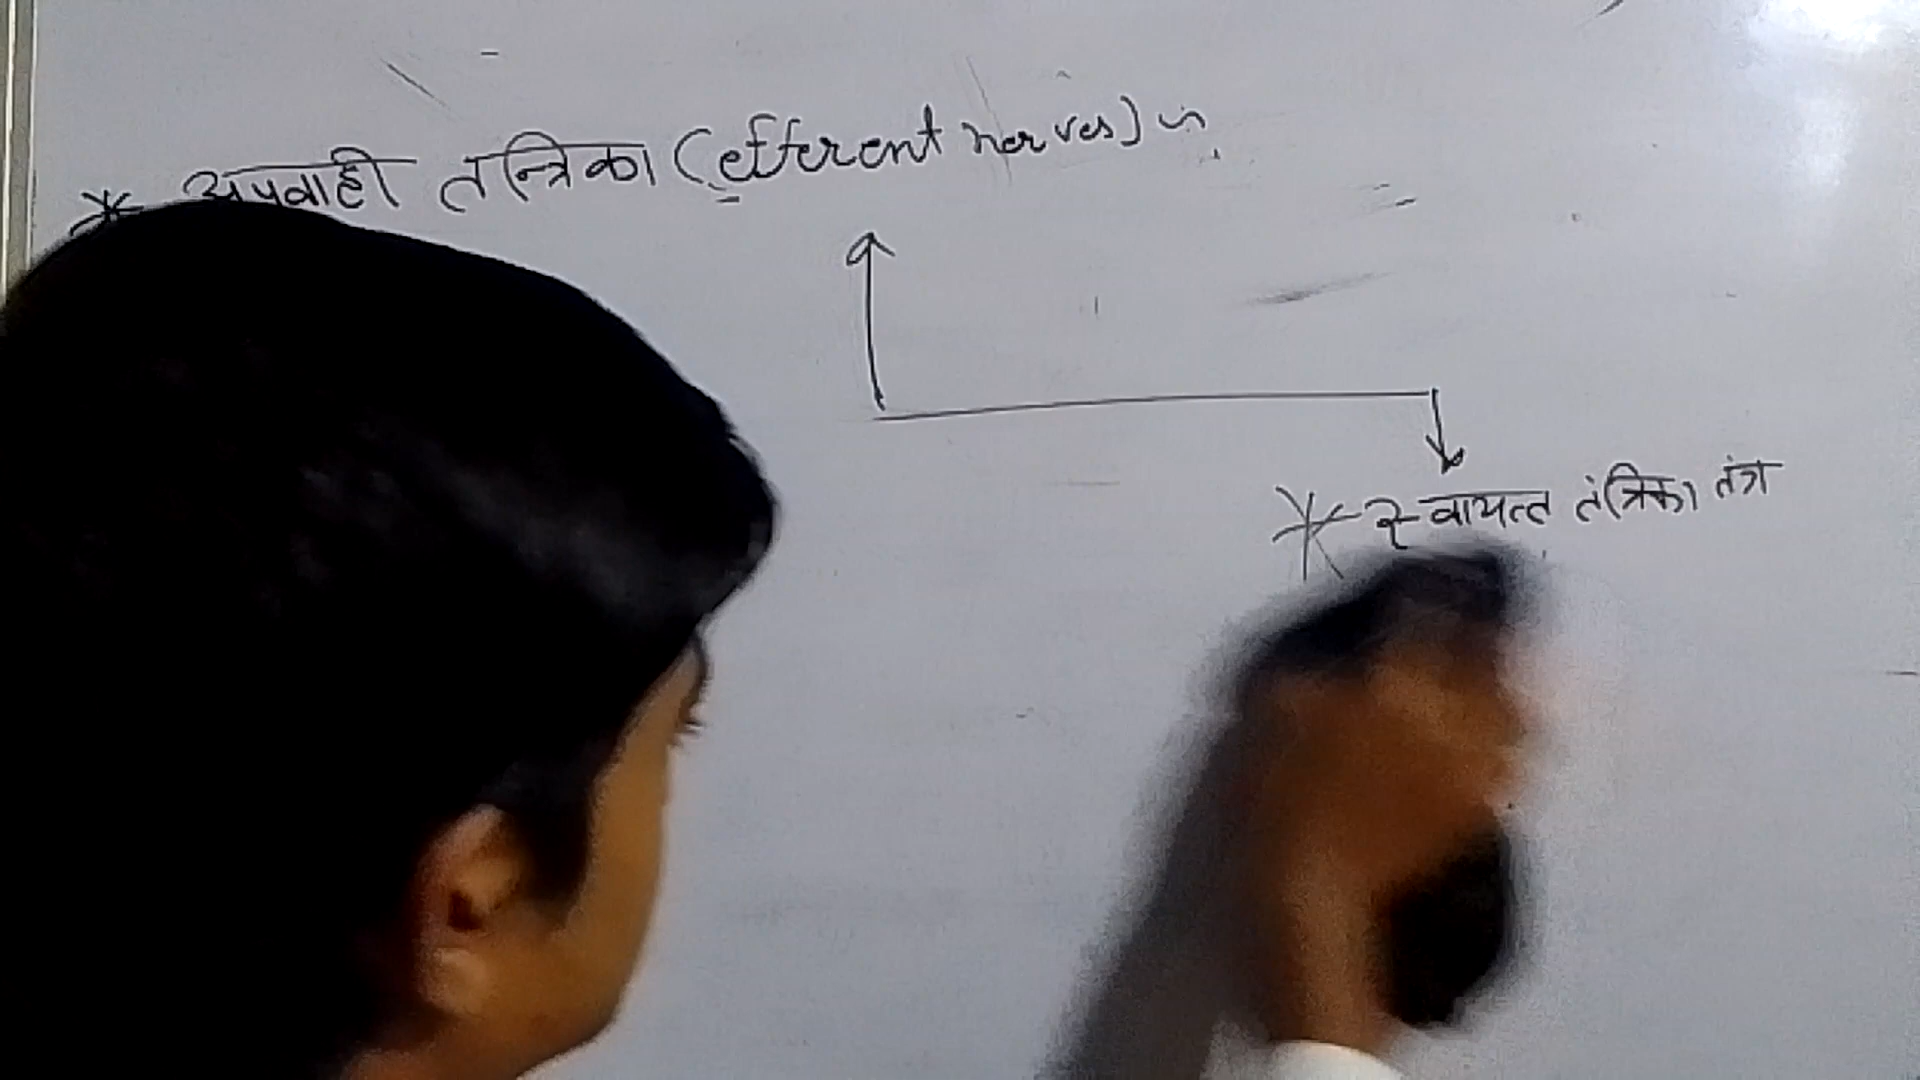 * अपवाही तन्त्रिका (efferent nerves) :-
* स्वायत्त तंत्रिका तंत्र